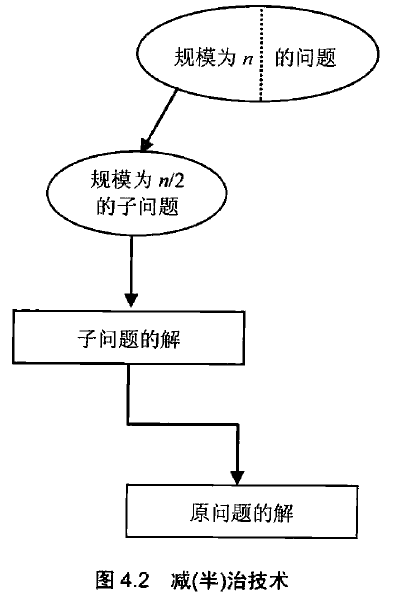 规模为 n 的问题
规模为 n/2
的子问题
子问题的解
原问题的解
图 4.2 减(半)治技术